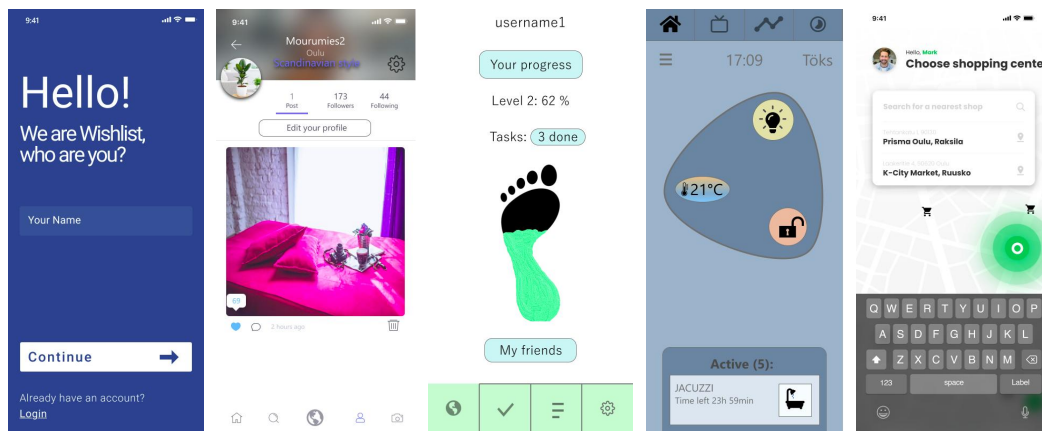 9:41
Hello!
We are Wishlist,
who are you?
Your Name
Continue
Already have an account?
Login
9:41
Mourumies2
Oulu
Scandinavian style
1
Post
173
Followers
44
Following
Edit your profile
69
2 hours ago
username1
Your progress
Level 2: 62 %
Tasks: 3 done
My friends
17:09 Töks
21°C
Active (5):
JACUZZI
Time left 23h 59min
9:41
Hello, Mark
Choose shopping cente
Search for a nearest shop
Prisma Oulu, Raksila
K-City Market, Ruusko
Q W E R T Y U I O P
A S D F G H J K L
Z X C V B N M
123 space Label